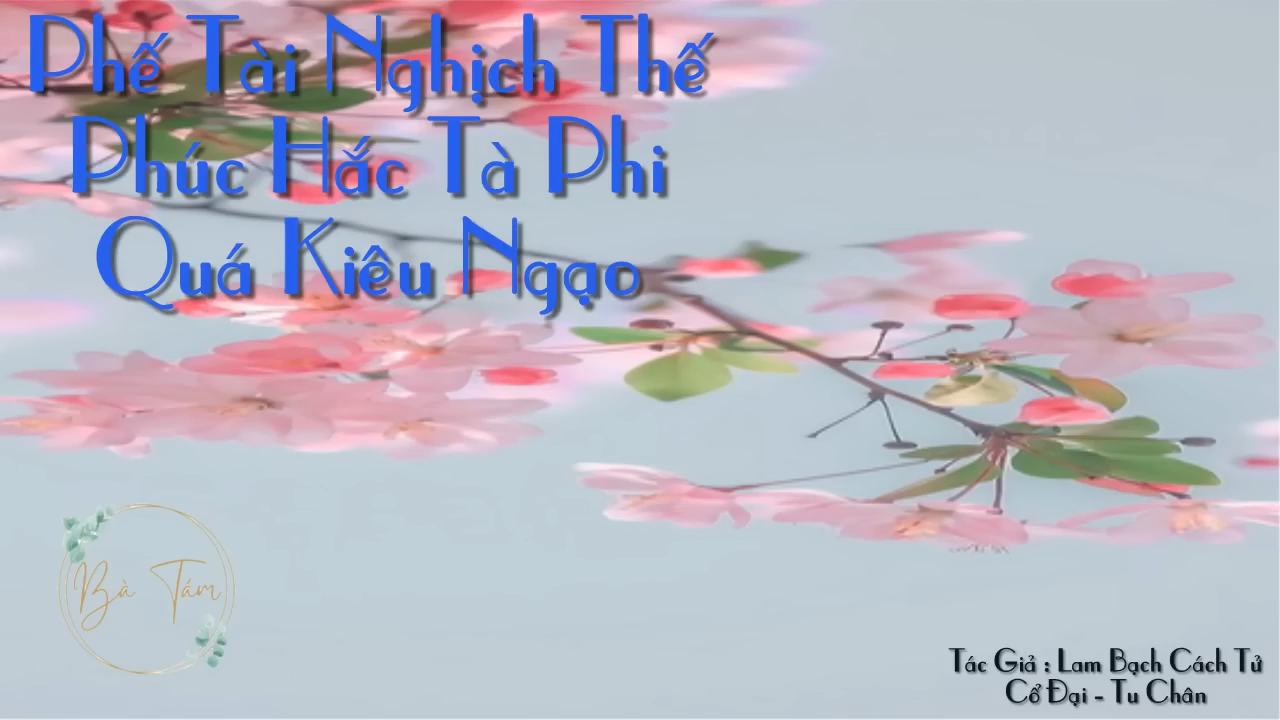 Phế Tài Nghịch Thế
Phúc Hắc Tà Phi
Quá Kiêu Ngạo
Bà Tám
Tác Giả : Lam Bạch Cách Tử
Cổ Đại - Tu Chân